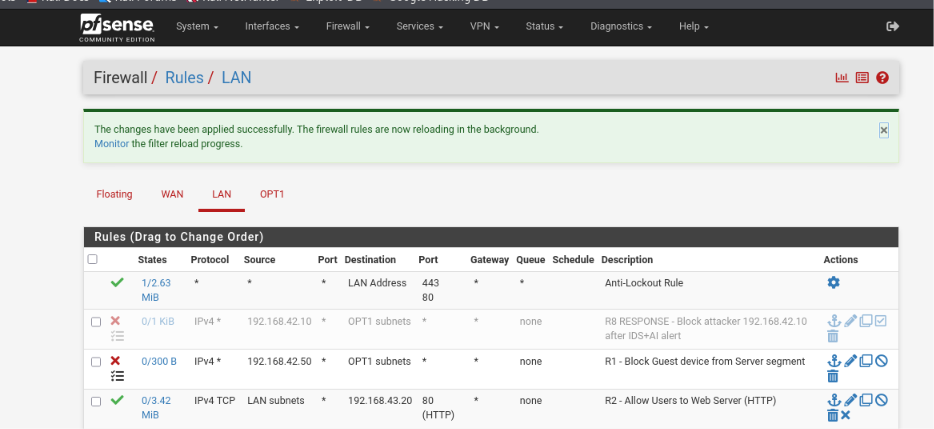 pfsense
COMMUNITY EDITION
System Interfaces Firewall Services VPN Status Diagnostics Help
Firewall / Rules / LAN
The changes have been applied successfully. The firewall rules are now reloading in the background.
Monitor the filter reload progress.
×
Floating WAN LAN OPT1
Rules (Drag to Change Order)
States Protocol Source Port Destination Port Gateway Queue Schedule Description Actions
1/2.63 * * * LAN Address 443 * * Anti-Lockout Rule
MiB 80
0/1 KiB IPv4 * 192.168.42.10 * OPT1 subnets * * none R8 RESPONSE - Block attacker 192.168.42.10
after IDS+AI alert
0/300 B IPv4 * 192.168.42.50 * OPT1 subnets * * none R1 - Block Guest device from Server segment
0/3.42 IPv4 TCP LAN subnets * 192.168.43.20 80 * none R2 - Allow Users to Web Server (HTTP)
MiB (HTTP)